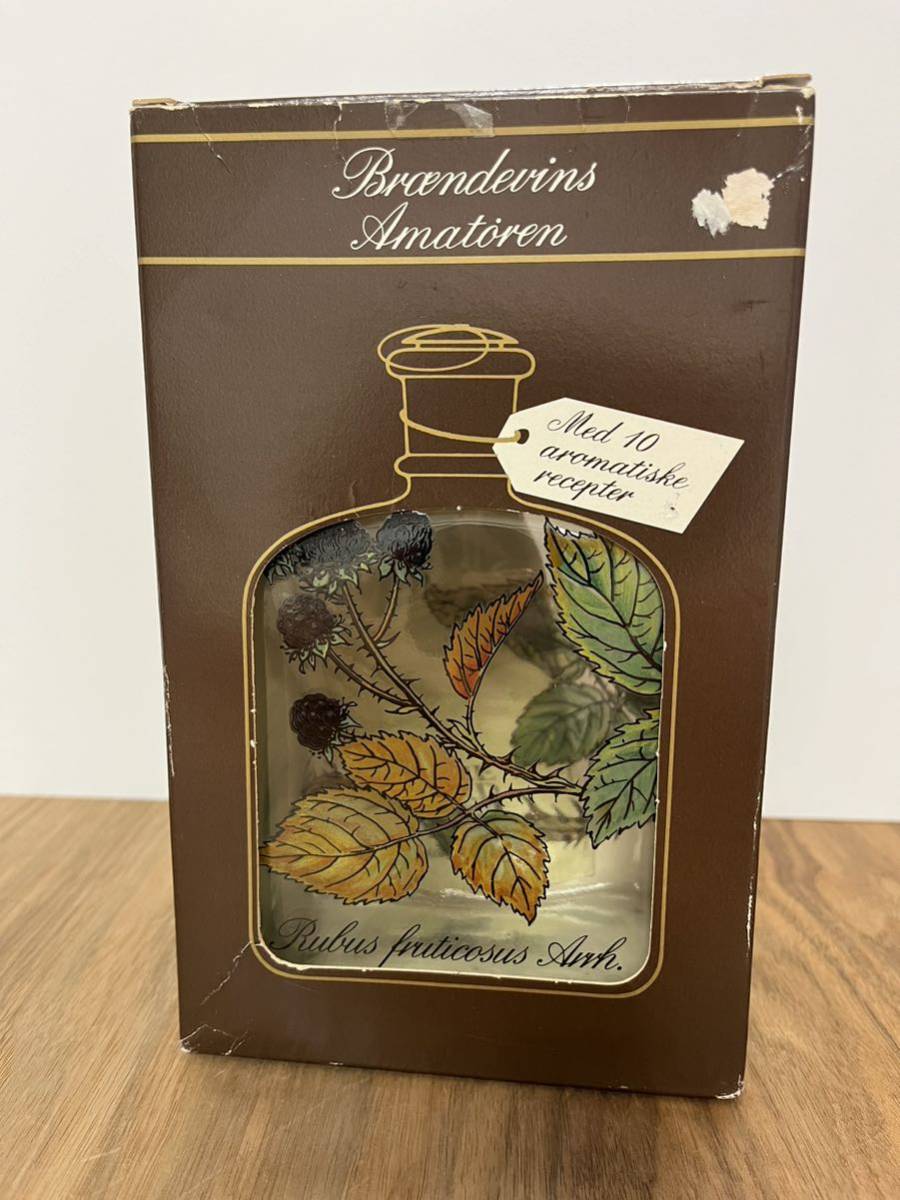 Brændevins
Amatören
Med 10
aromatiske
recepter
Rubus fruticosus Arrh.